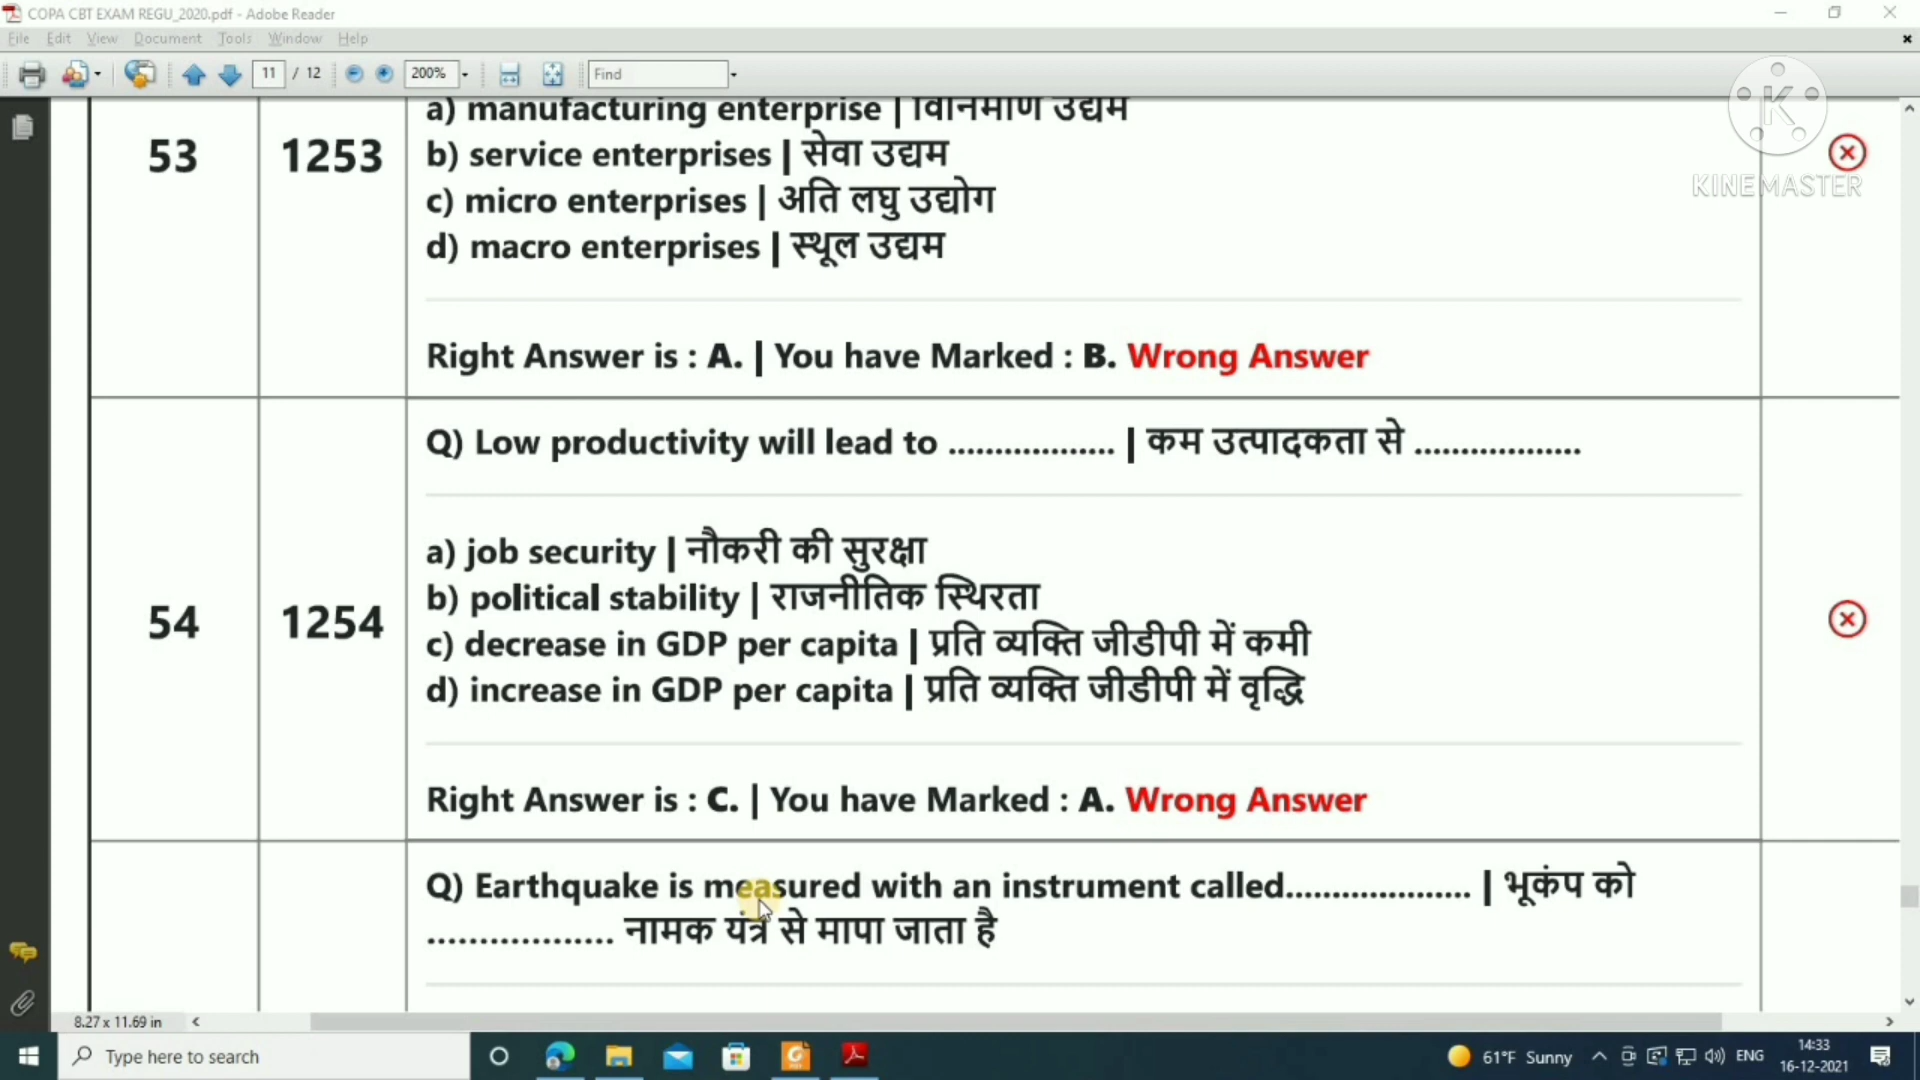 COPA CBT EXAM REGU_2020.pdf - Adobe Reader
File Edit View Document Tools Window Help
11 / 12 200% Find
KINEMASTER
a) manufacturing enterprise | विनिर्माण उद्यम
53 1253 b) service enterprises | सेवा उद्यम
c) micro enterprises | अति लघु उद्योग
d) macro enterprises | स्थूल उद्यम
Right Answer is : A. | You have Marked : B. Wrong Answer
Q) Low productivity will lead to .................. | कम उत्पादकता से ..................
a) job security | नौकरी की सुरक्षा
b) political stability | राजनीतिक स्थिरता
54 1254
c) decrease in GDP per capita | प्रति व्यक्ति जीडीपी में कमी
d) increase in GDP per capita | प्रति व्यक्ति जीडीपी में वृद्धि
Right Answer is : C. | You have Marked : A. Wrong Answer
Q) Earthquake is measured with an instrument called.................... | भूकंप को
.................. नामक यंत्र से मापा जाता है
8.27 x 11.69 in
Type here to search
61°F Sunny ENG 14:33
16-12-2021